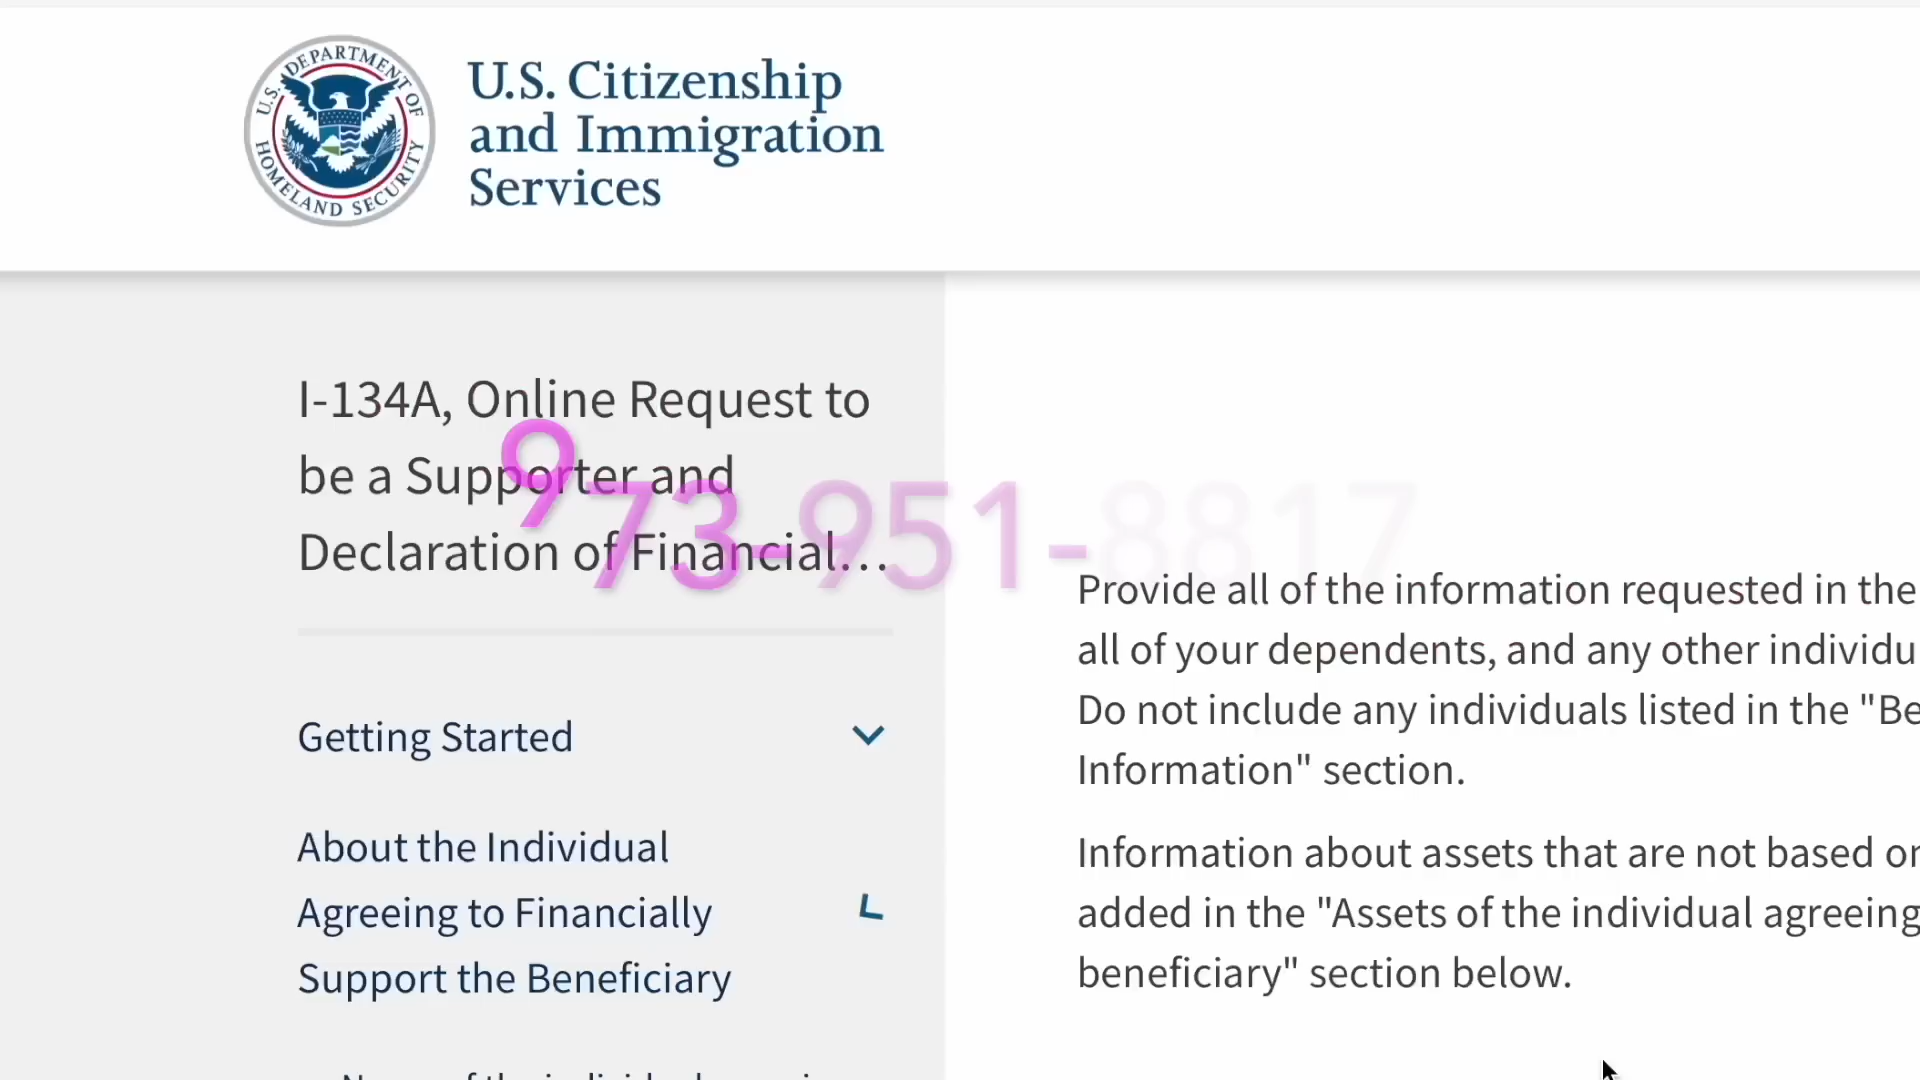 U.S. DEPARTMENT OF
HOMELAND SECURITY
U.S. Citizenship
and Immigration
Services
I-134A, Online Request to
be a Supporter and
Declaration of Financial...
973-951-8817
Getting Started
About the Individual
Agreeing to Financially
Support the Beneficiary
Provide all of the information requested in the
all of your dependents, and any other individu
Do not include any individuals listed in the "Be
Information" section.
Information about assets that are not based on
added in the "Assets of the individual agreeing
beneficiary" section below.